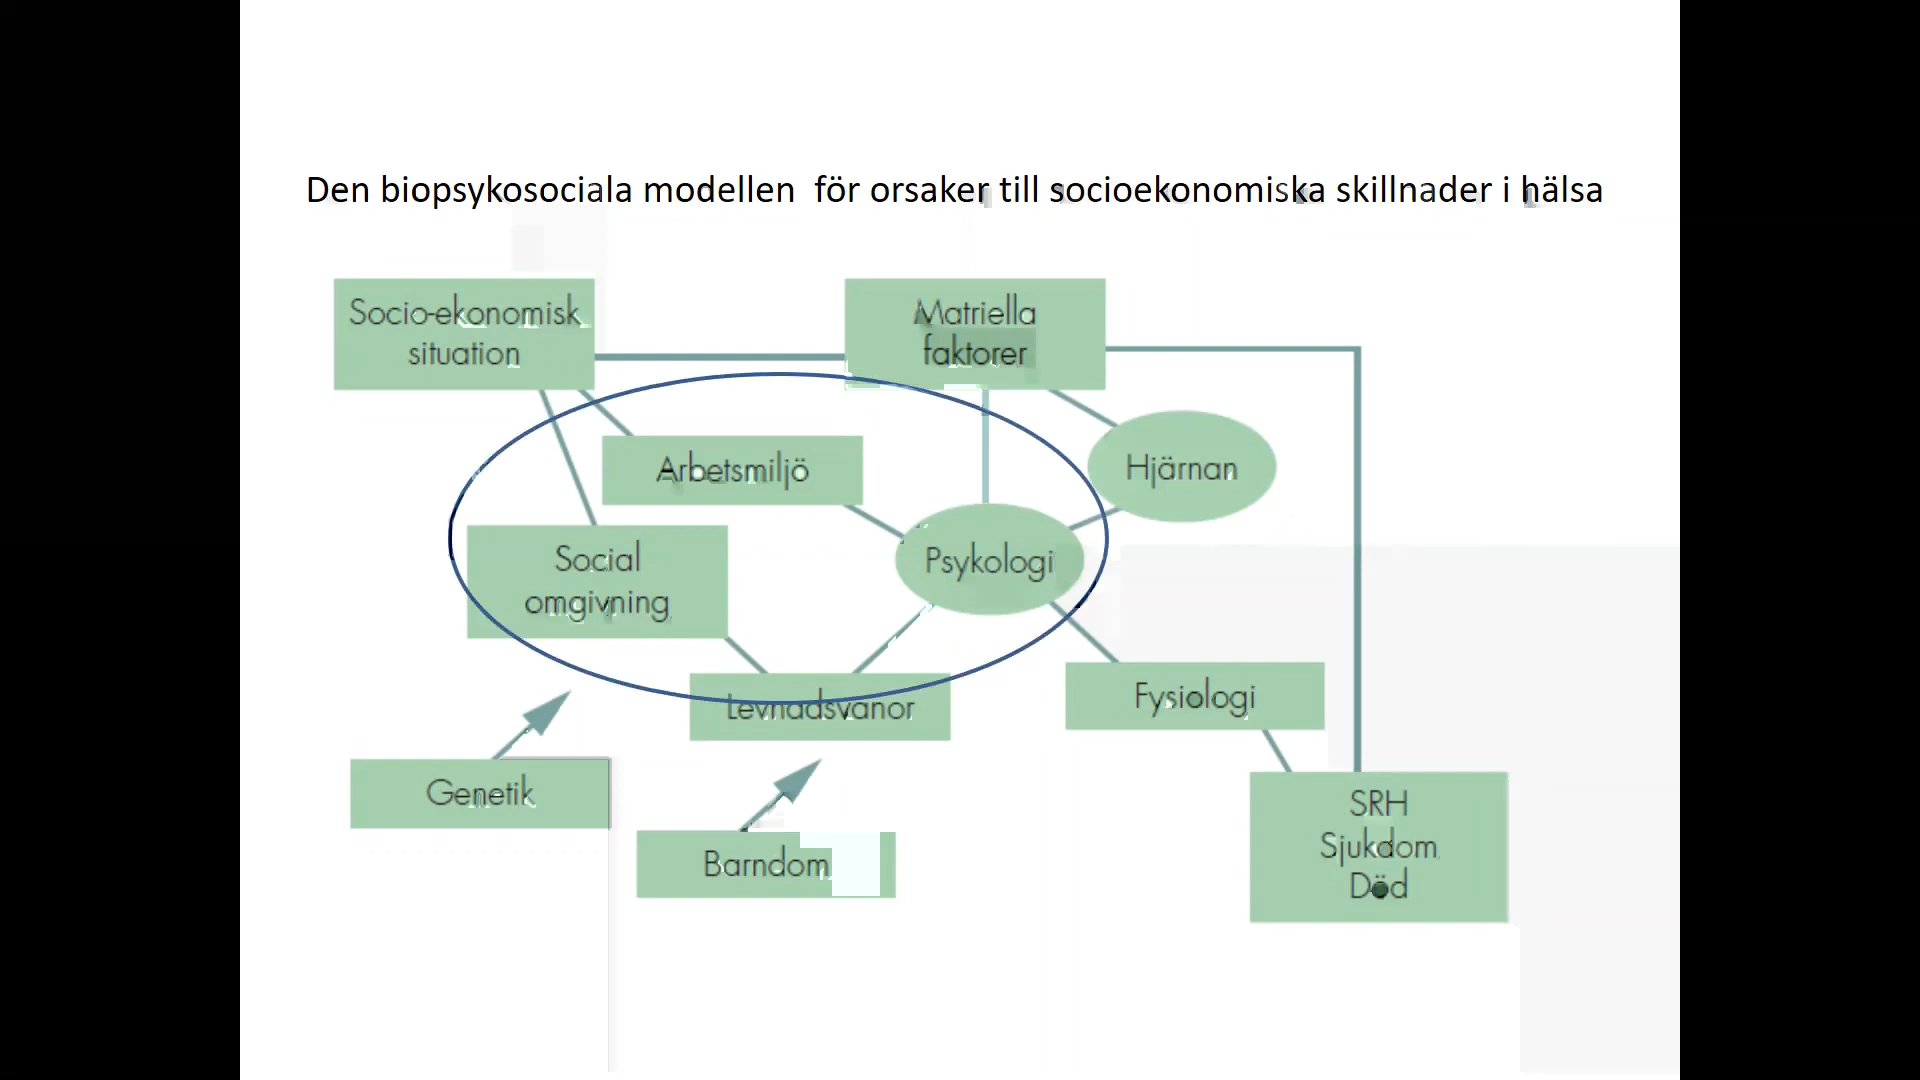 Den biopsykosociala modellen för orsaker till socioekonomiska skillnader i hälsa
Socio-ekonomisk
situation
Matriella
faktorer
Arbetsmiljö
Hjärnan
Social
omgivning
Psykologi
Levnadsvanor
Fysiologi
Genetik
Barndom
SRH
Sjukdom
Död